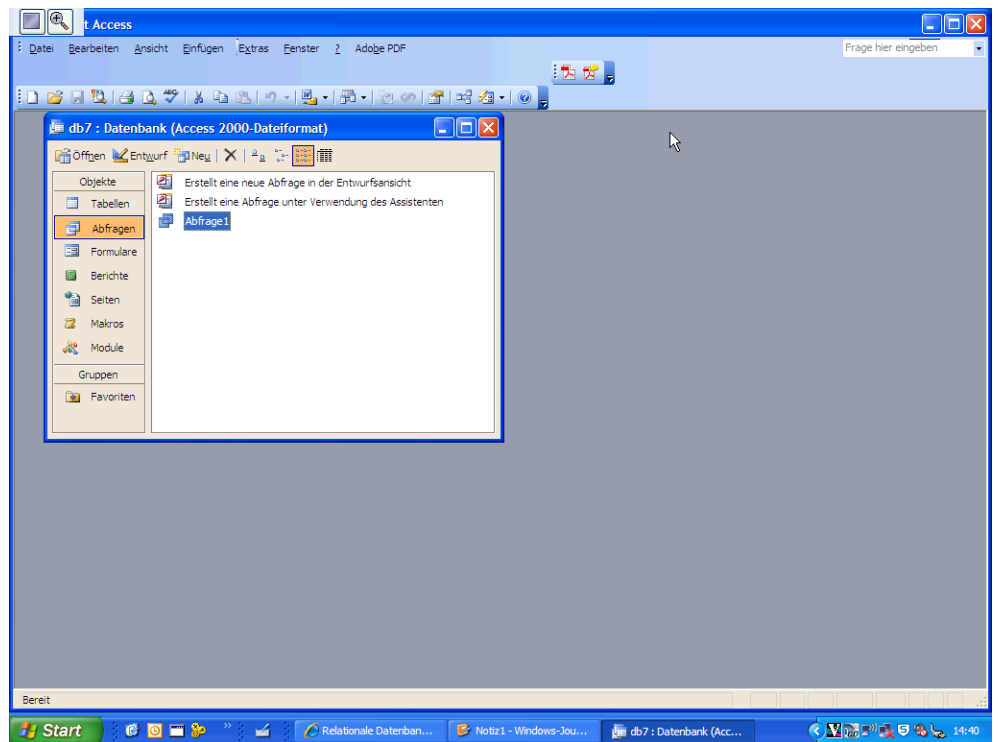 t Access
Datei Bearbeiten Ansicht Einfügen Extras Fenster ? Adobe PDF Frage hier eingeben
db7 : Datenbank (Access 2000-Dateiformat)
Öffnen Entwurf Neu
Objekte
Tabellen
Abfragen
Formulare
Berichte
Seiten
Makros
Module
Gruppen
Favoriten
Erstellt eine neue Abfrage in der Entwurfsansicht
Erstellt eine Abfrage unter Verwendung des Assistenten
Abfrage1
Bereit
Start Relationale Datenban... Notiz1 - Windows-Jou... db7 : Datenbank (Acc... 14:40